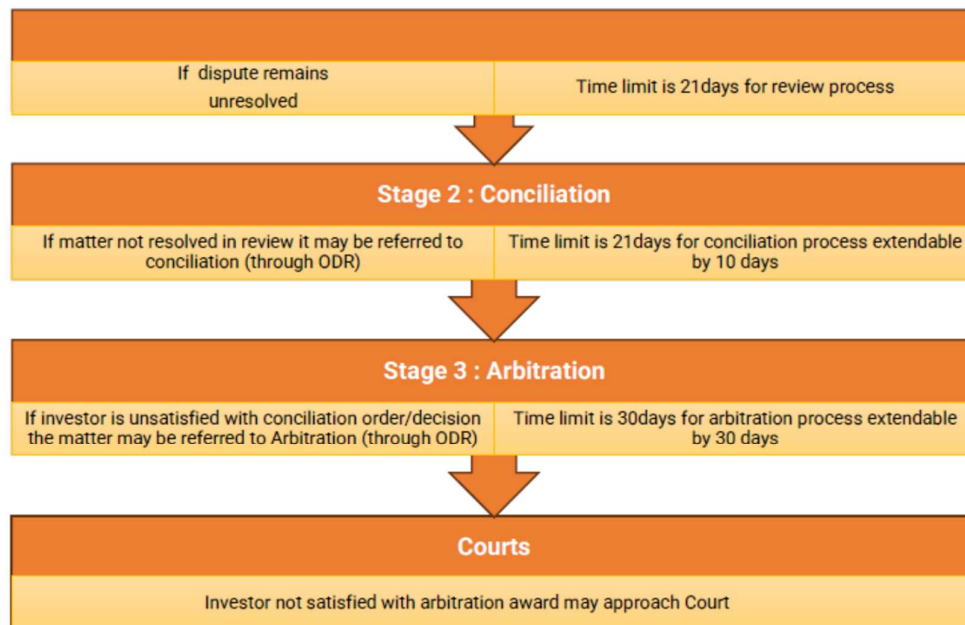 If dispute remains
unresolved
Time limit is 21days for review process
Stage 2 : Conciliation
If matter not resolved in review it may be referred to
conciliation (through ODR)
Time limit is 21days for conciliation process extendable
by 10 days
Stage 3 : Arbitration
If investor is unsatisfied with conciliation order/decision
the matter may be referred to Arbitration (through ODR)
Time limit is 30days for arbitration process extendable
by 30 days
Courts
Investor not satisfied with arbitration award may approach Court